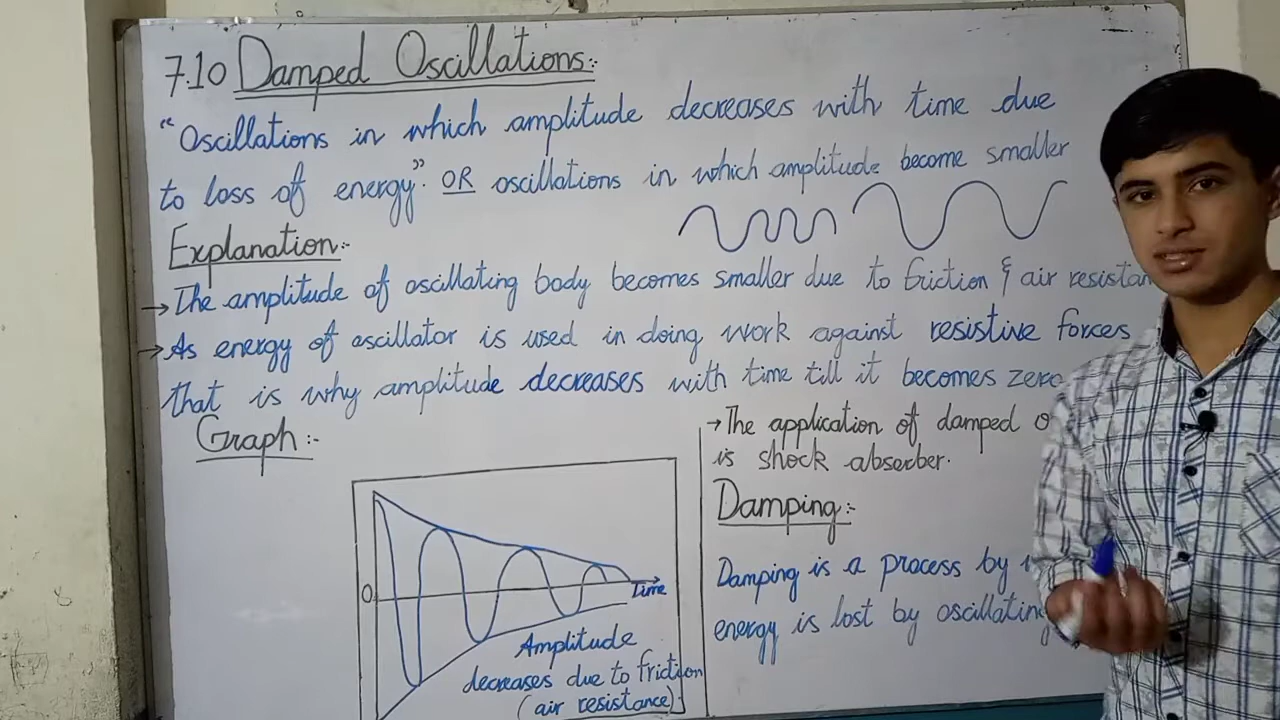 7.10 Damped Oscillations:-
"Oscillations in which amplitude decreases with time due
to loss of energy". OR oscillations in which amplitude become smaller
Explanation:-
→ The amplitude of oscillating body becomes smaller due to friction & air resistan
→ As energy of oscillator is used in doing work against resistive forces
that is why amplitude decreases with time till it becomes zero
Graph:-
0
Time
Amplitude
decreases due to friction
(air resistance)
→ The application of damped o
is shock absorber.
Damping:-
Damping is a process by
energy is lost by oscillating